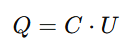 Q = C · U